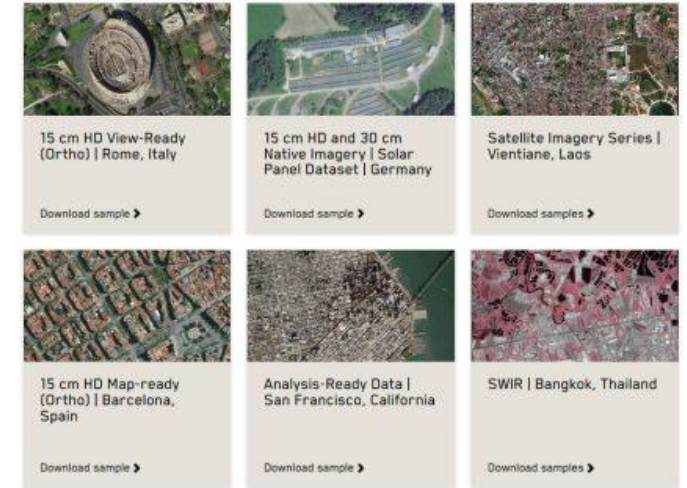 15 cm HD View-Ready
(Ortho) | Rome, Italy
Download sample ❯
15 cm HD and 30 cm
Native Imagery | Solar
Panel Dataset | Germany
Download sample ❯
Satellite Imagery Series |
Vientiane, Laos
Download samples ❯
15 cm HD Map-ready
(Ortho) | Barcelona,
Spain
Download sample ❯
Analysis-Ready Data |
San Francisco, California
Download sample ❯
SWIR | Bangkok, Thailand
Download samples ❯